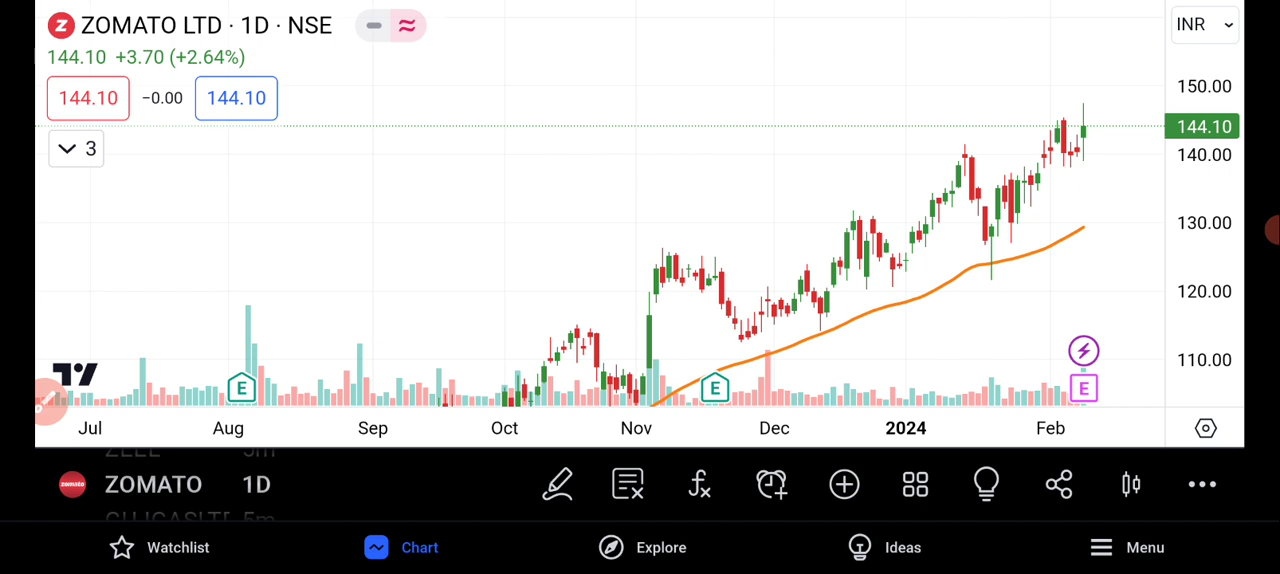 ZOMATO LTD · 1D · NSE
INR
144.10 +3.70 (+2.64%)
144.10 −0.00 144.10
3
150.00
144.10
140.00
130.00
120.00
110.00
E E E
Jul Aug Sep Oct Nov Dec 2024 Feb
zomato ZOMATO 1D
Watchlist Chart Explore Ideas Menu